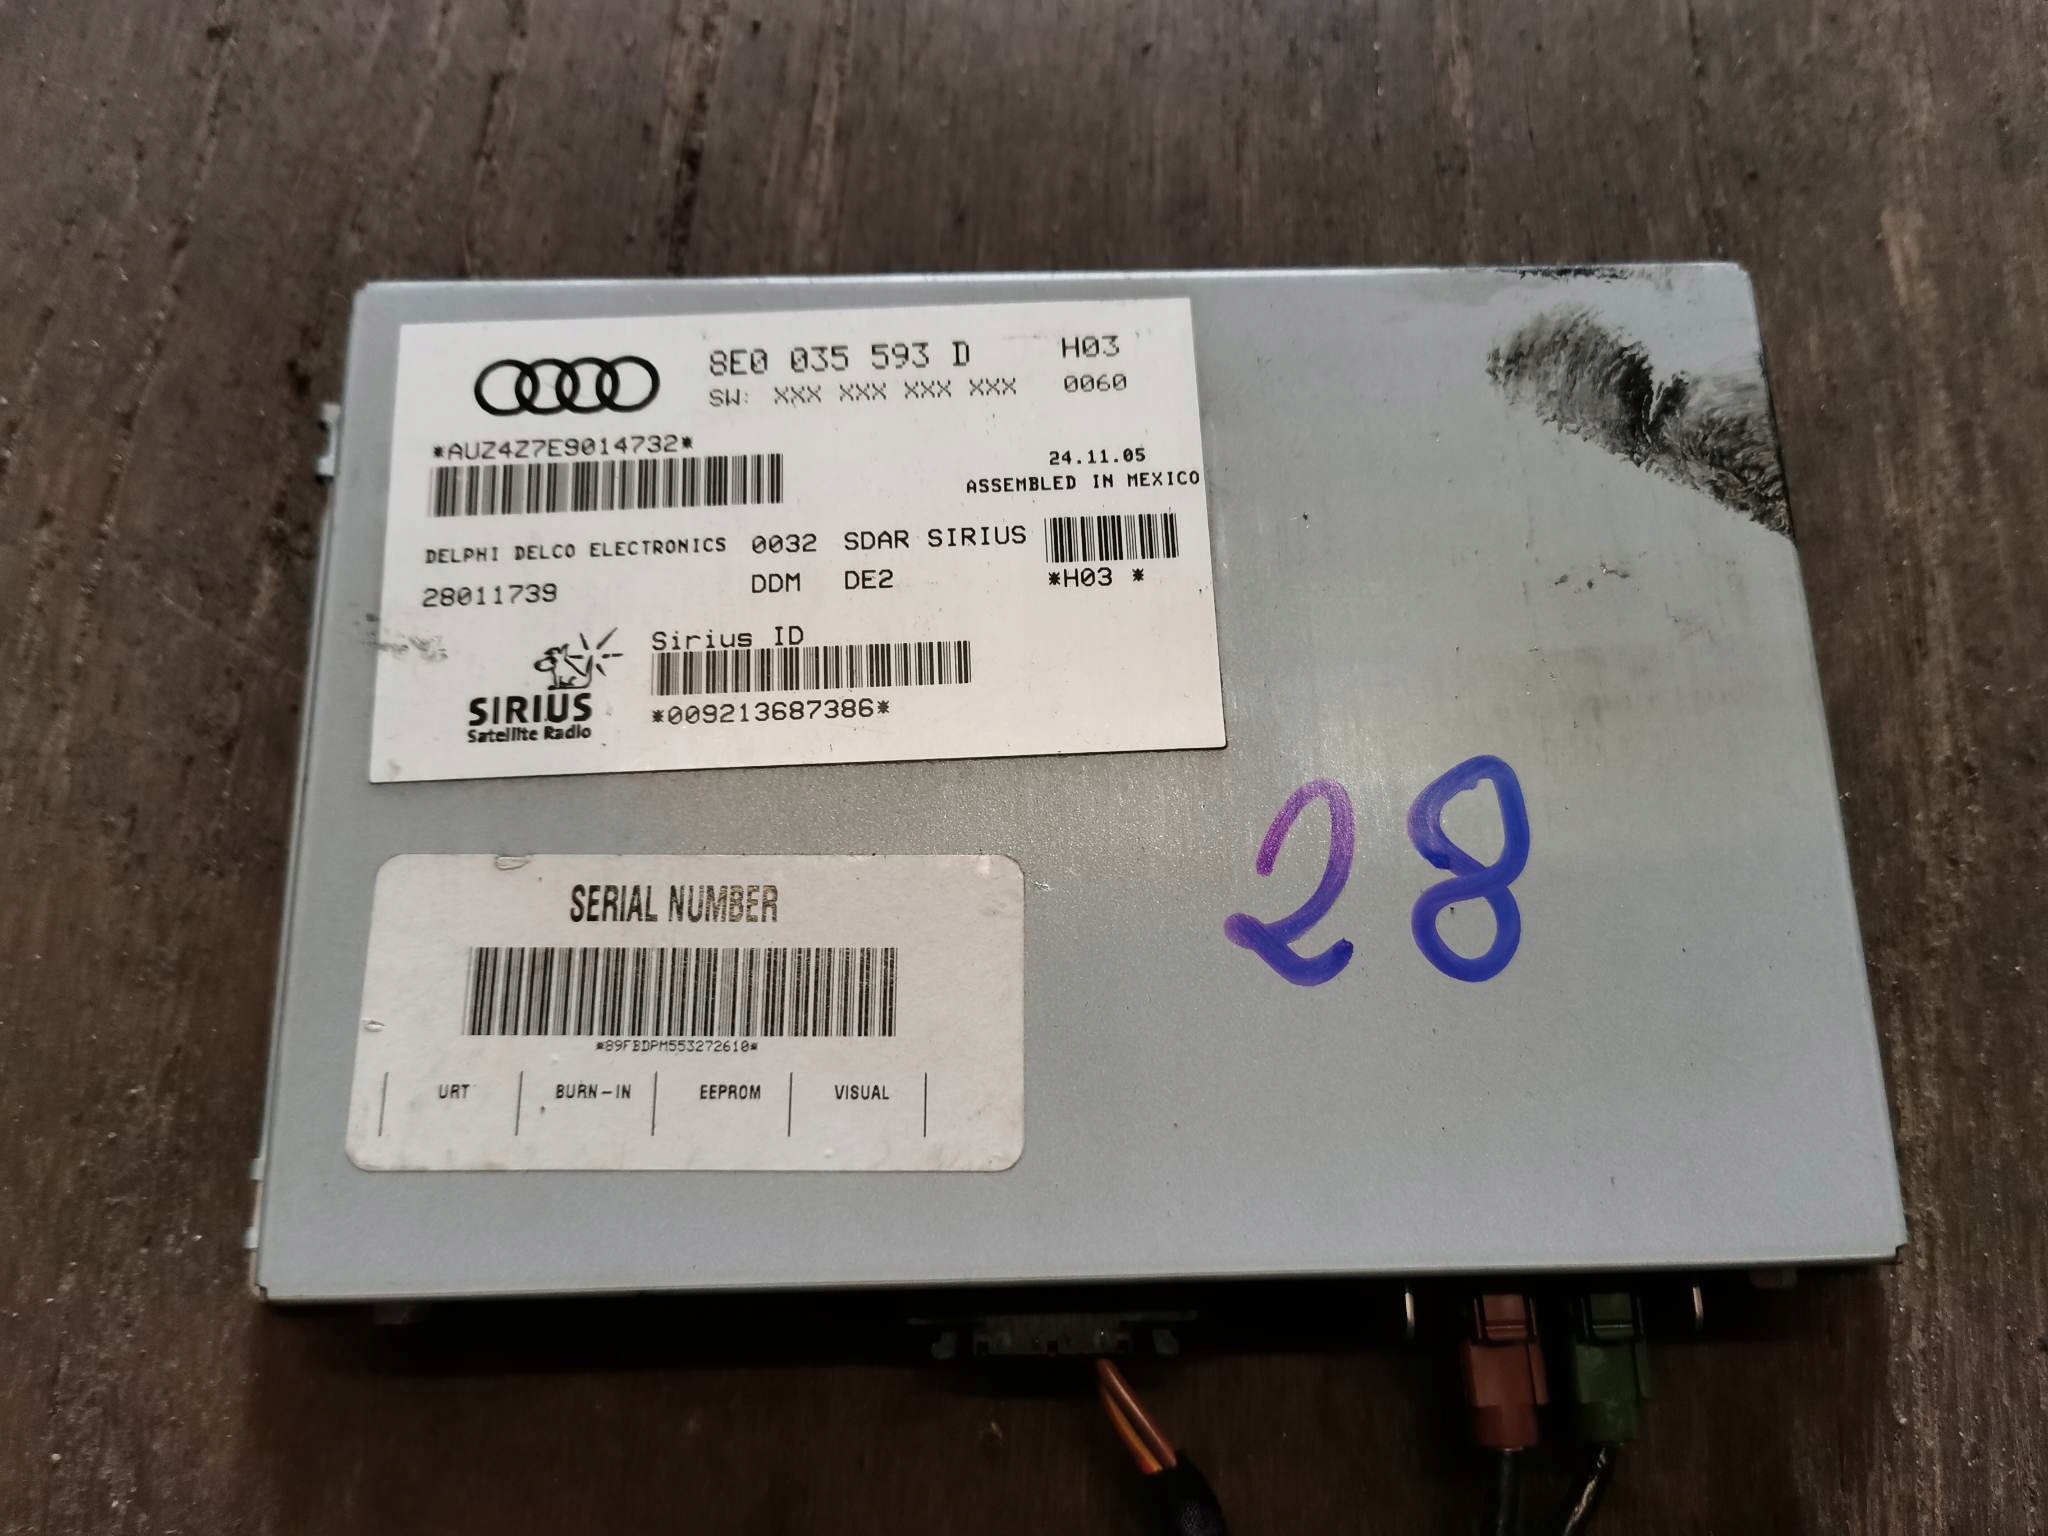 8E0 035 593 D H03
SW: XXX XXX XXX XXX 0060
*AUZ4Z7E9014732*
24.11.05
ASSEMBLED IN MEXICO
DELPHI DELCO ELECTRONICS 0032 SDAR SIRIUS
28011739 DDM DE2 *H03 *
Sirius ID
SIRIUS
Satellite Radio
*009213687386*
28
SERIAL NUMBER
*89FBDPM553272610*
URT BURN-IN EEPROM VISUAL